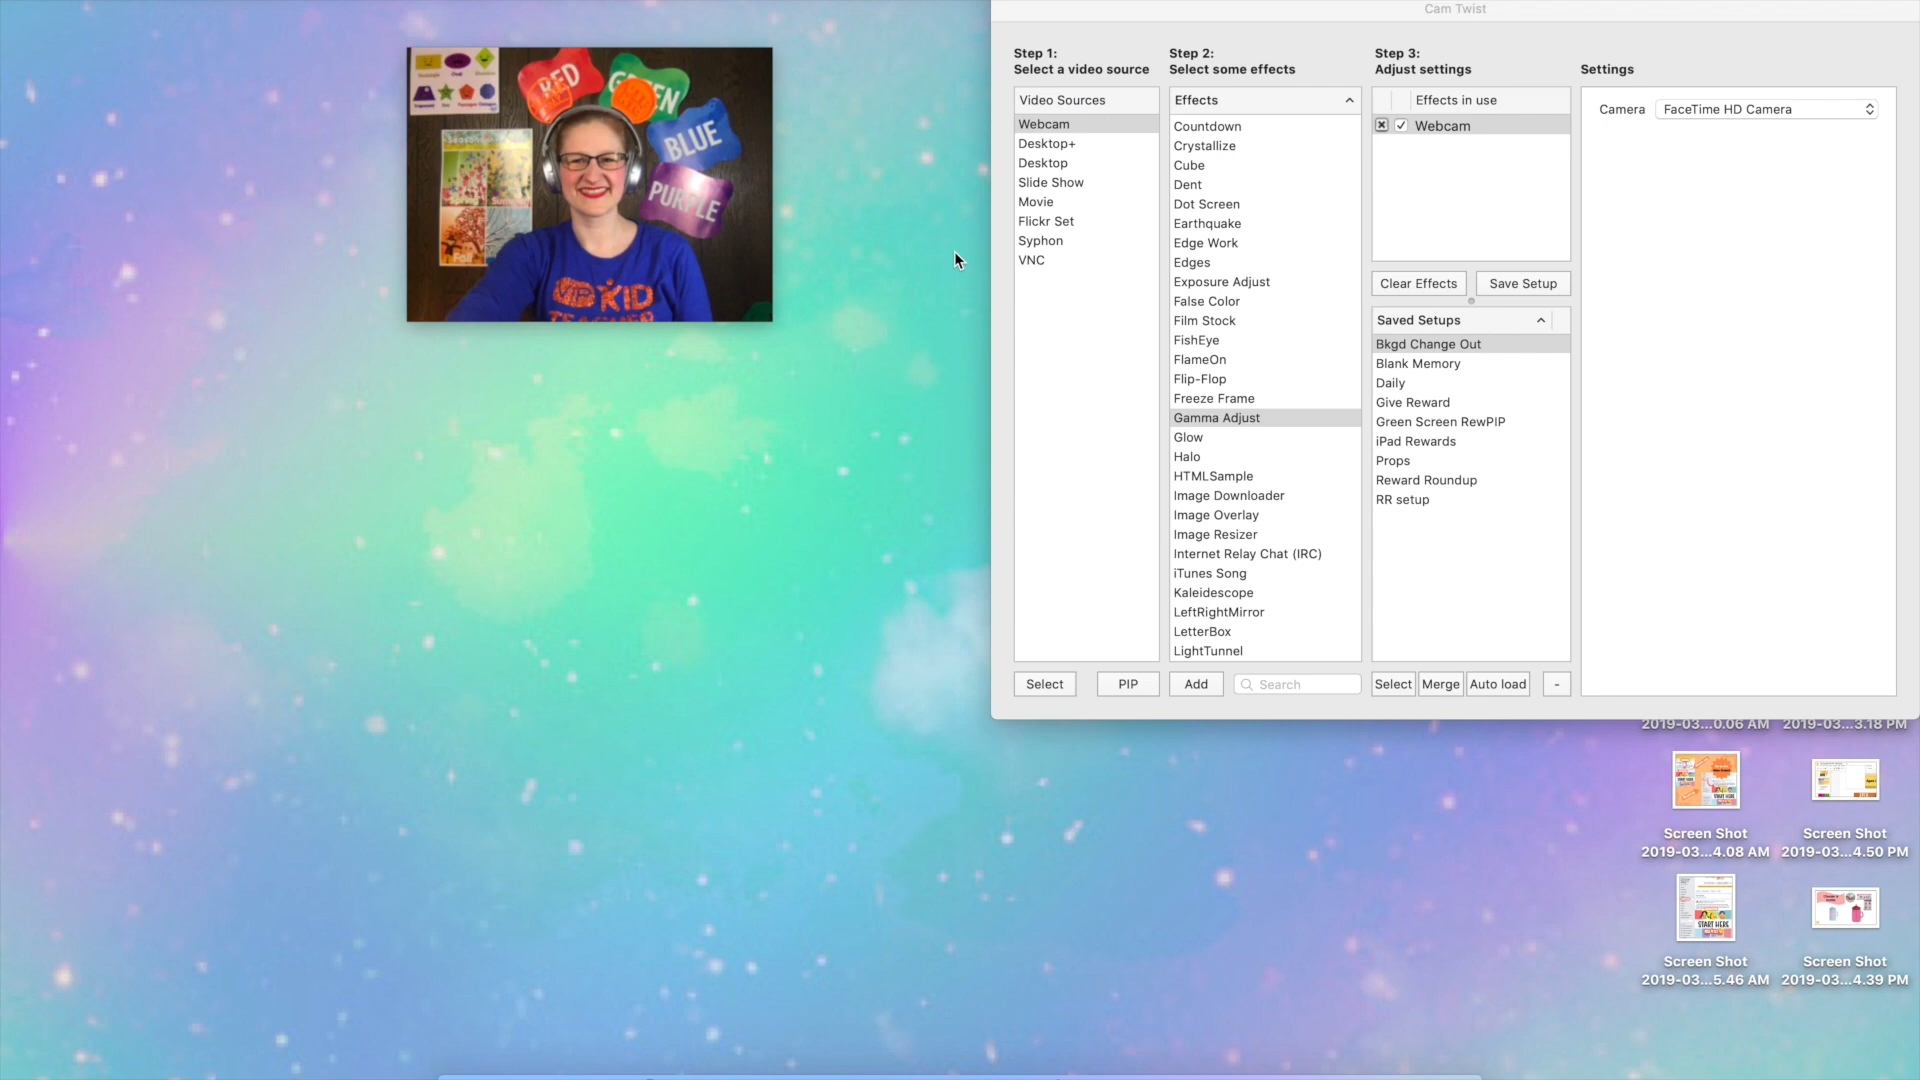 Cam Twist
Step 1:
Select a video source
Step 2:
Select some effects
Step 3:
Adjust settings
Settings
Video Sources
Webcam
Desktop+
Desktop
Slide Show
Movie
Flickr Set
Syphon
VNC
Select
PIP
Effects
Countdown
Crystallize
Cube
Dent
Dot Screen
Earthquake
Edge Work
Edges
Exposure Adjust
False Color
Film Stock
FishEye
FlameOn
Flip-Flop
Freeze Frame
Gamma Adjust
Glow
Halo
HTMLSample
Image Downloader
Image Overlay
Image Resizer
Internet Relay Chat (IRC)
iTunes Song
Kaleidescope
LeftRightMirror
LetterBox
LightTunnel
Add
Search
Effects in use
Webcam
Clear Effects
Save Setup
Saved Setups
Bkgd Change Out
Blank Memory
Daily
Give Reward
Green Screen RewPIP
iPad Rewards
Props
Reward Roundup
RR setup
Select
Merge
Auto load
-
Camera
FaceTime HD Camera
RED
GREEN
BLUE
PURPLE
Fall
VIPKID
TEACHER
2019-03...0.06 AM
2019-03...3.18 PM
START HERE
Screen Shot
2019-03...4.08 AM
Screen Shot
2019-03...4.50 PM
START HERE
Screen Shot
2019-03...5.46 AM
Screen Shot
2019-03...4.39 PM